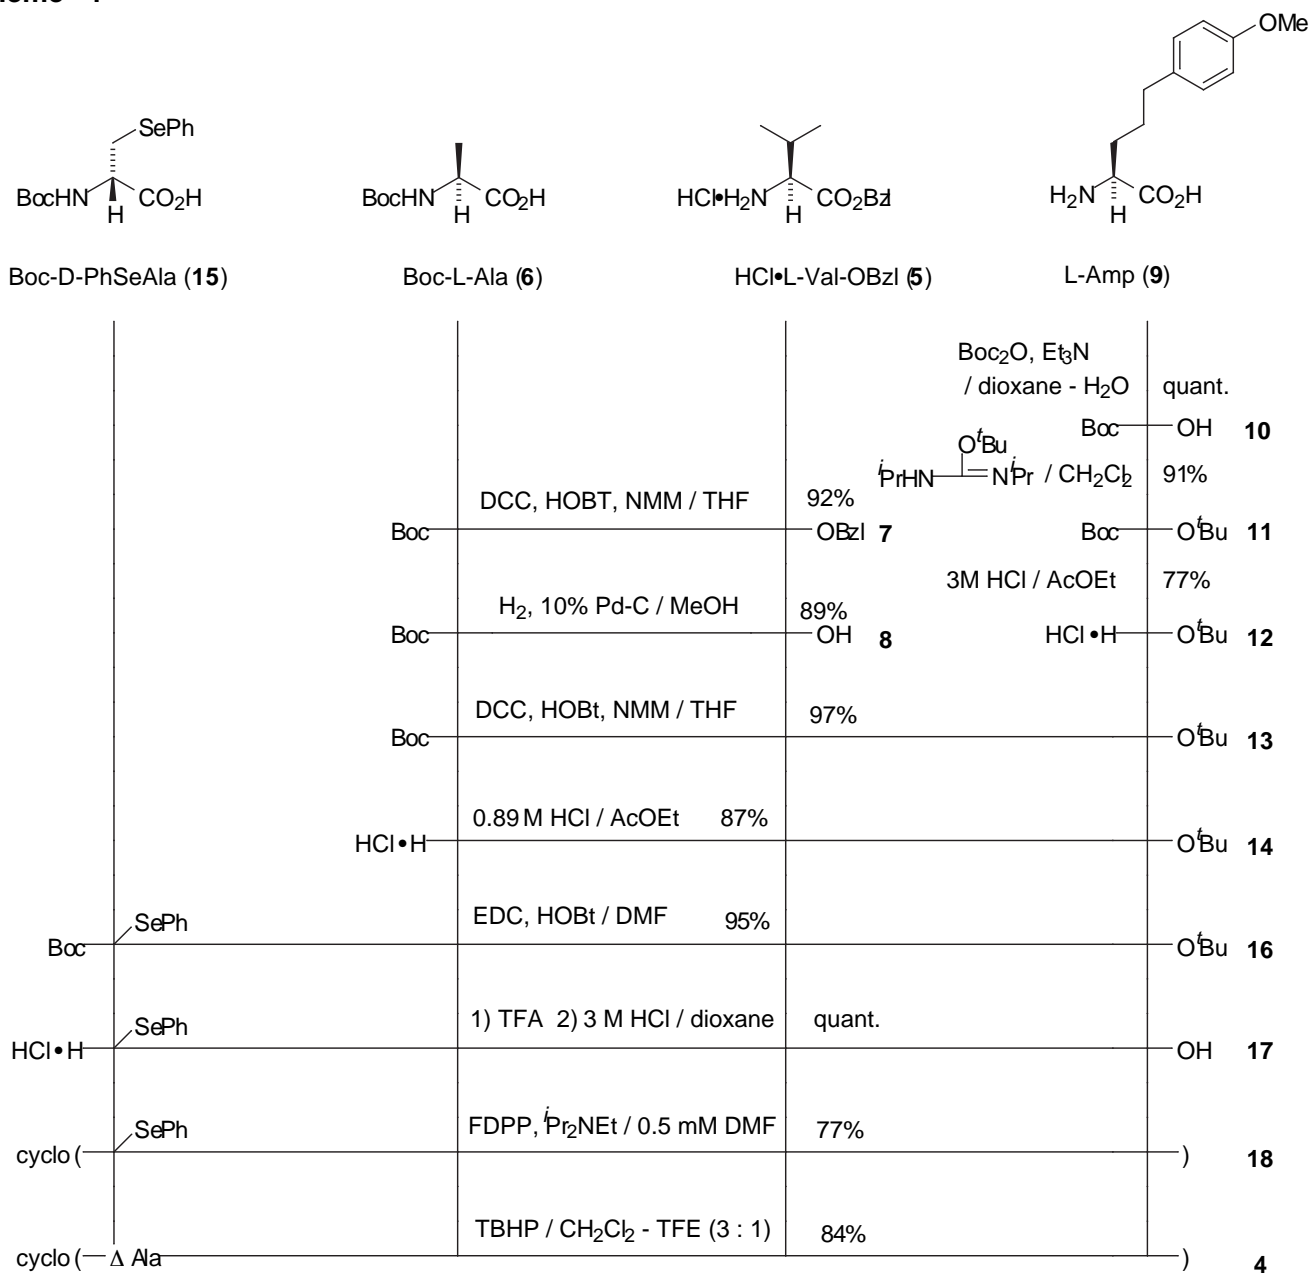 OMe
SePh
BocHN CO2H
H
BocHN CO2H
H
HCl•H2N CO2Bzl
H
H2N CO2H
H
Boc-D-PhSeAla (15) Boc-L-Ala (6) HCl•L-Val-OBzl (5) L-Amp (9)
Boc2O, Et3N
/ dioxane - H2O quant.
Boc OH 10
OtBu
iPrHN NiPr / CH2Cl2 91%
DCC, HOBT, NMM / THF 92%
Boc OBzl 7 Boc OtBu 11
3M HCl / AcOEt 77%
H2, 10% Pd-C / MeOH 89%
Boc OH 8 HCl•H OtBu 12
DCC, HOBt, NMM / THF 97%
Boc OtBu 13
0.89 M HCl / AcOEt 87%
HCl•H OtBu 14
SePh EDC, HOBt / DMF 95%
Boc OtBu 16
SePh 1) TFA 2) 3 M HCl / dioxane quant.
HCl•H OH 17
SePh FDPP, iPr2NEt / 0.5 mM DMF 77%
cyclo ( ) 18
TBHP / CH2Cl2 - TFE (3 : 1) 84%
cyclo ( Δ Ala ) 4